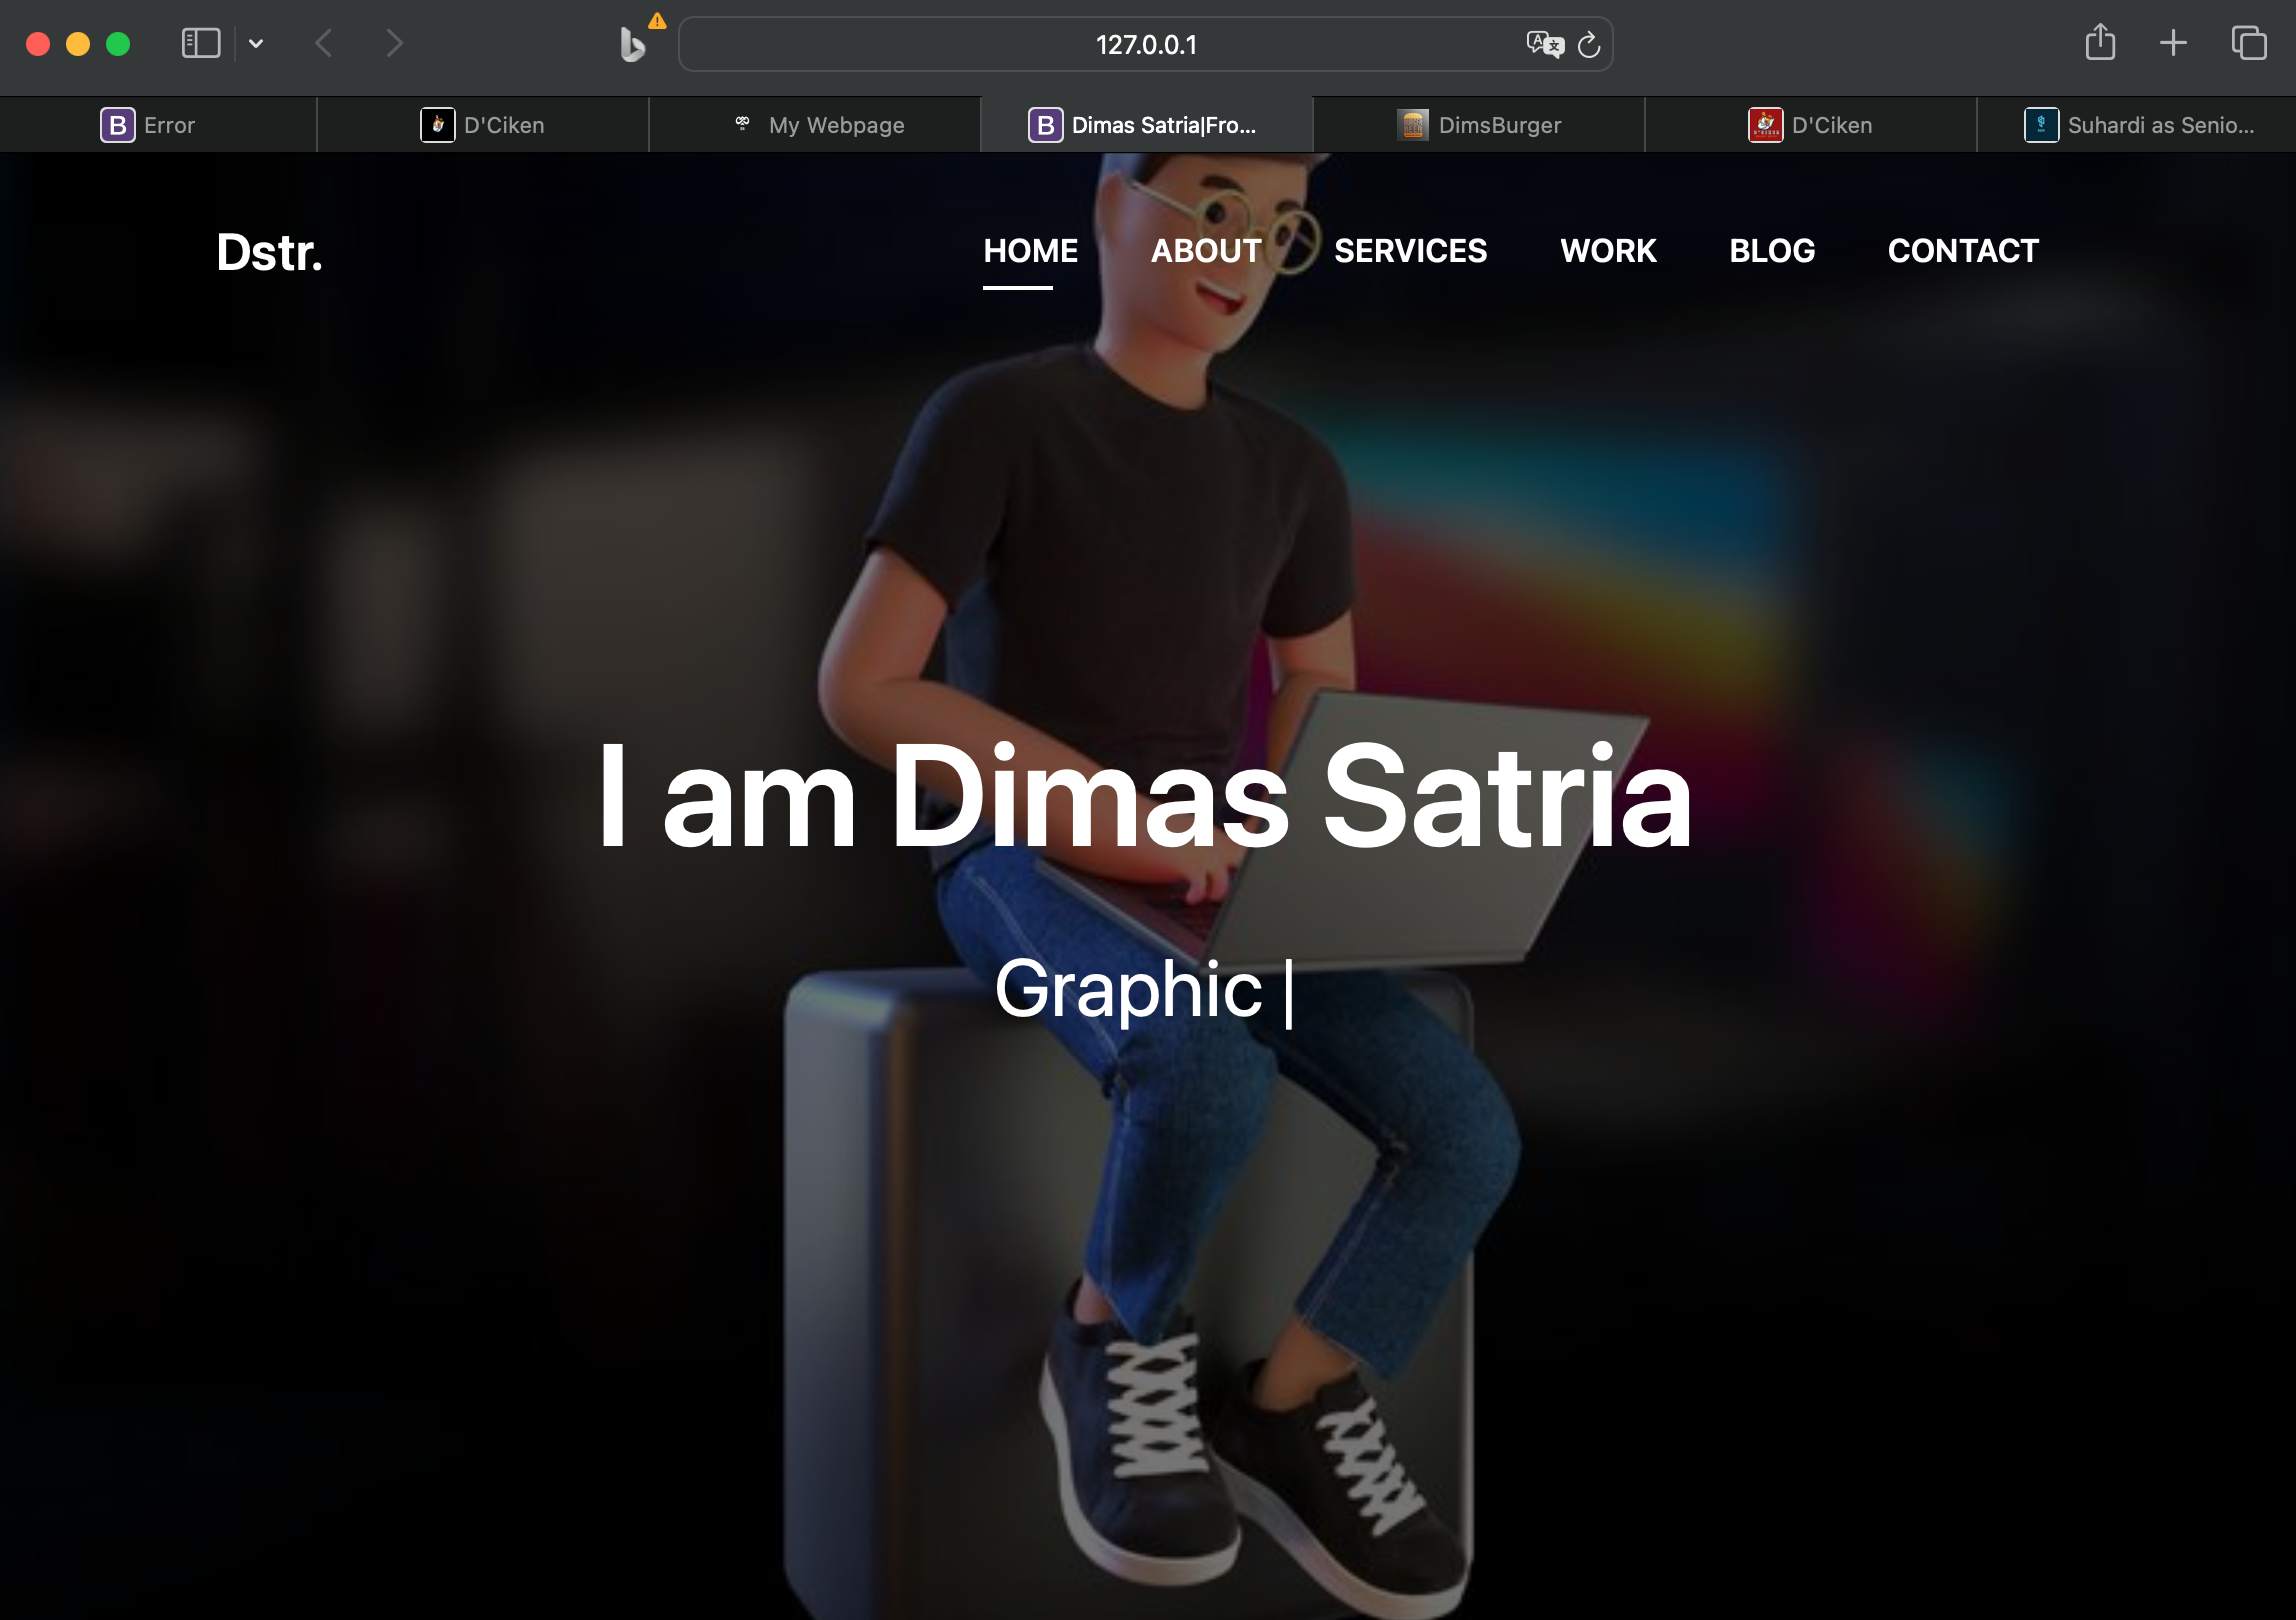 127.0.0.1
B Error
D'Ciken
My Webpage
B Dimas Satria|Fro...
DimsBurger
D'Ciken
Suhardi as Senio...
Dstr.
HOME ABOUT SERVICES WORK BLOG CONTACT
I am Dimas Satria
Graphic |